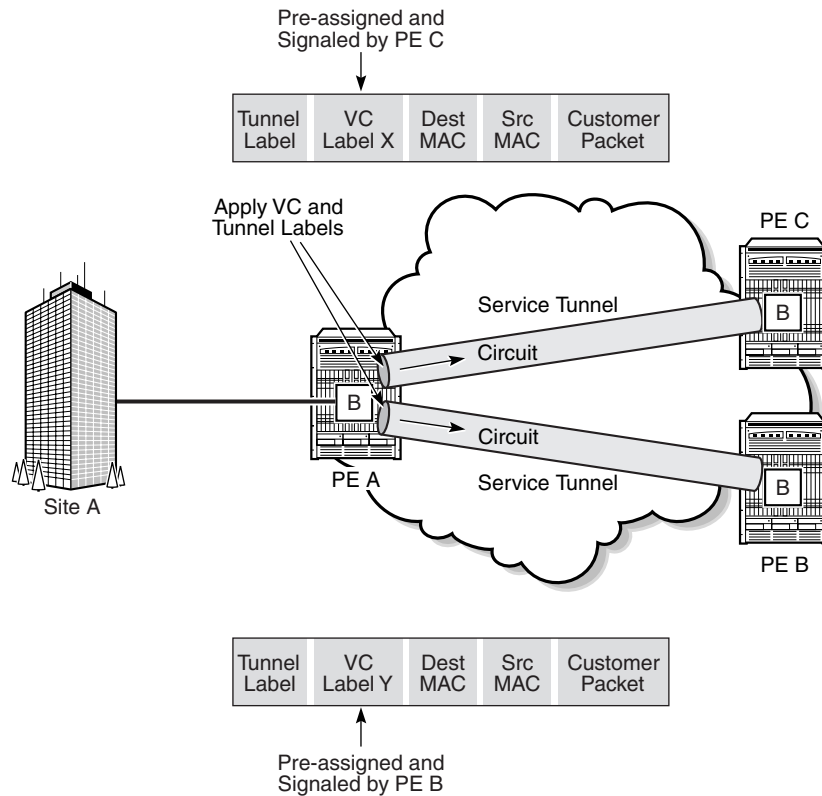 Pre-assigned and
Signaled by PE C
Tunnel
Label
VC
Label X
Dest
MAC
Src
MAC
Customer
Packet
Apply VC and
Tunnel Labels
PE C
B
Service Tunnel
Circuit
B
PE A
Circuit
Service Tunnel
B
PE B
Site A
Tunnel
Label
VC
Label Y
Dest
MAC
Src
MAC
Customer
Packet
Pre-assigned and
Signaled by PE B